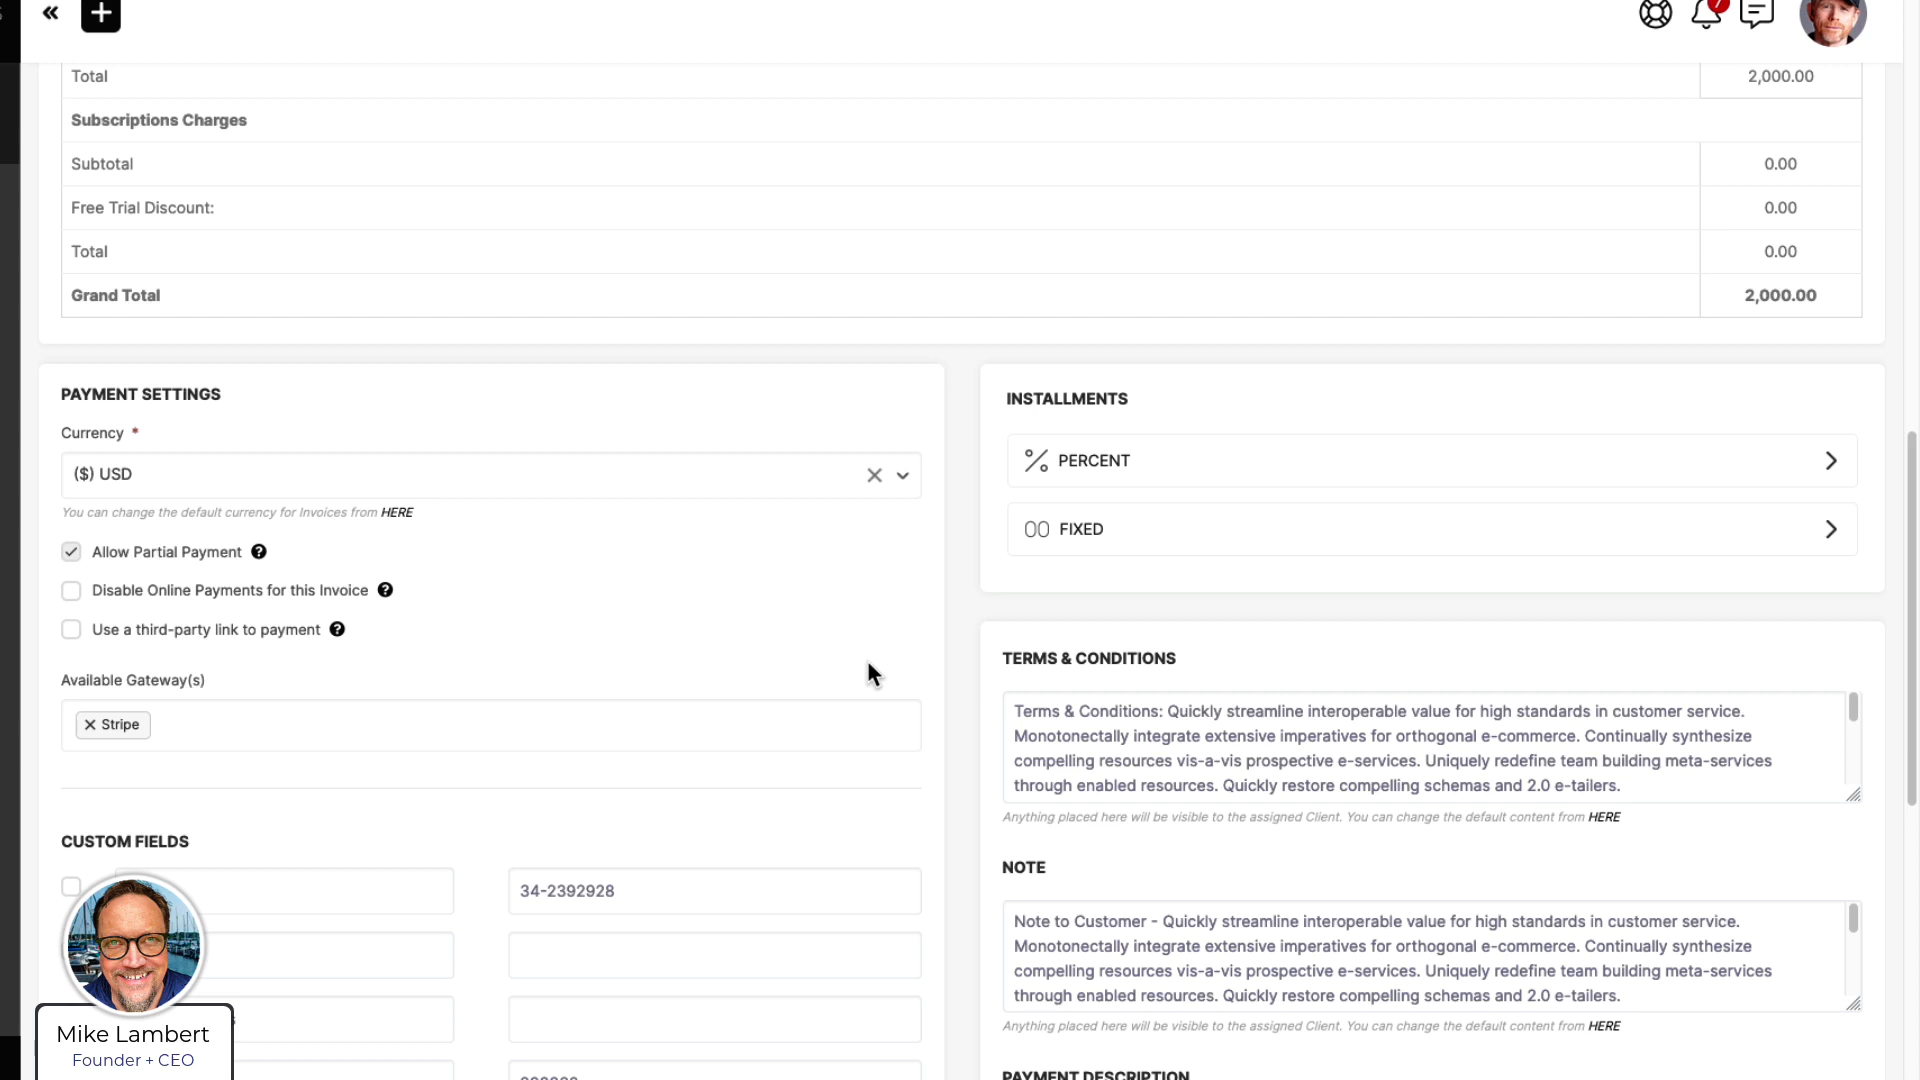 7
Total
2,000.00
Subscriptions Charges
Subtotal
0.00
Free Trial Discount:
0.00
Total
0.00
Grand Total
2,000.00
PAYMENT SETTINGS
Currency *
($) USD
You can change the default currency for Invoices from HERE
Allow Partial Payment
Disable Online Payments for this Invoice
Use a third-party link to payment
Available Gateway(s)
Stripe
CUSTOM FIELDS
34-2392928
Mike Lambert
Founder + CEO
INSTALLMENTS
PERCENT
FIXED
TERMS & CONDITIONS
Terms & Conditions: Quickly streamline interoperable value for high standards in customer service.
Monotonectally integrate extensive imperatives for orthogonal e-commerce. Continually synthesize
compelling resources vis-a-vis prospective e-services. Uniquely redefine team building meta-services
through enabled resources. Quickly restore compelling schemas and 2.0 e-tailers.
Anything placed here will be visible to the assigned Client. You can change the default content from HERE
NOTE
Note to Customer - Quickly streamline interoperable value for high standards in customer service.
Monotonectally integrate extensive imperatives for orthogonal e-commerce. Continually synthesize
compelling resources vis-a-vis prospective e-services. Uniquely redefine team building meta-services
through enabled resources. Quickly restore compelling schemas and 2.0 e-tailers.
Anything placed here will be visible to the assigned Client. You can change the default content from HERE
PAYMENT DESCRIPTION